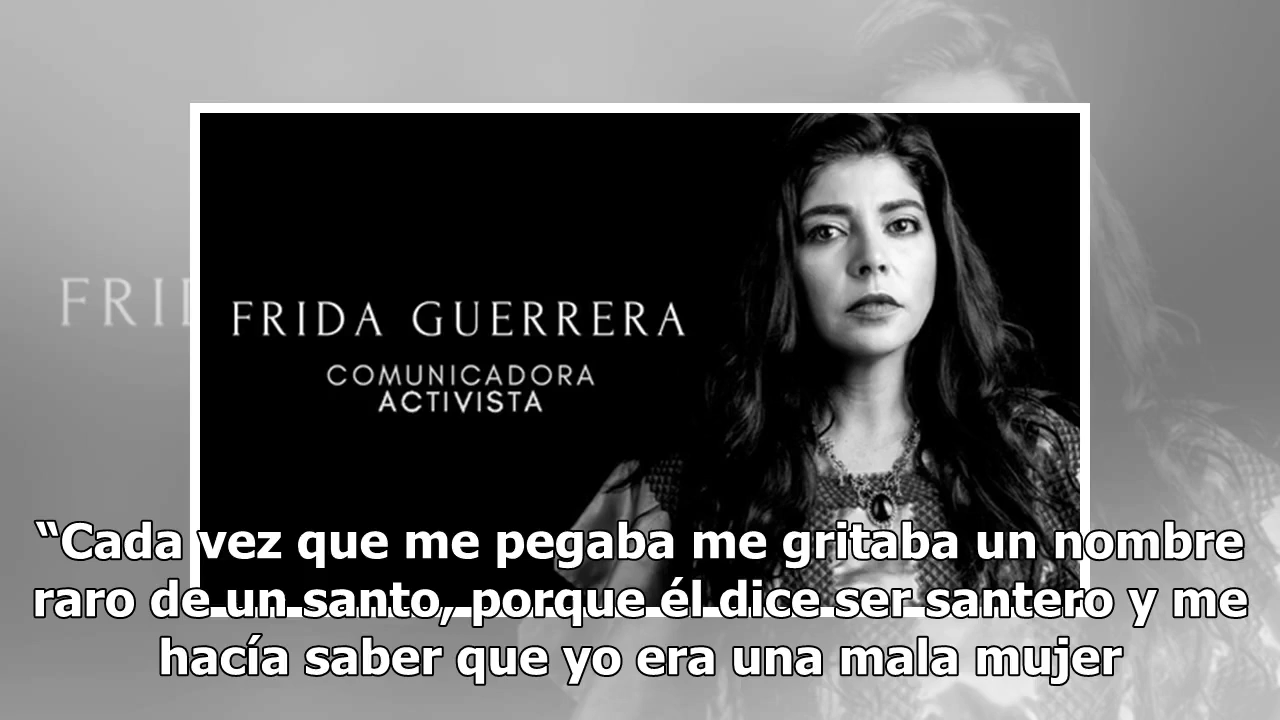 FRI
FRIDA GUERRERA
COMUNICADORA
ACTIVISTA
“Cada vez que me pegaba me gritaba un nombre
raro de un santo, porque él dice ser santero y me
hacía saber que yo era una mala mujer